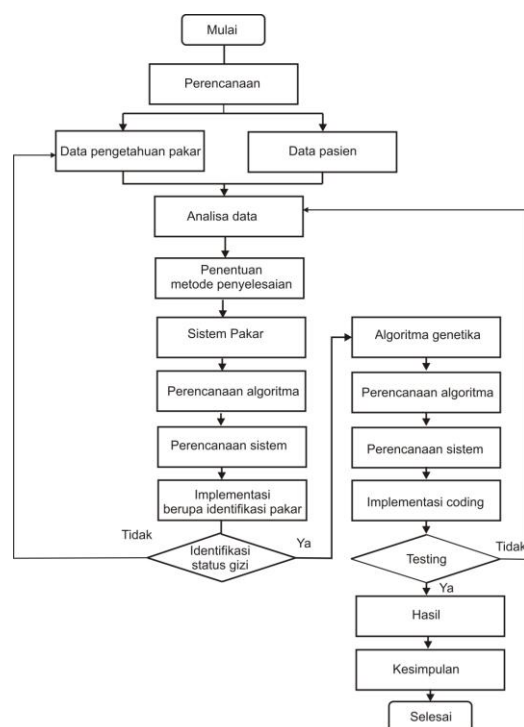 Mulai
Perencanaan
Data pengetahuan pakar
Data pasien
Analisa data
Penentuan
metode penyelesaian
Sistem Pakar
Perencanaan algoritma
Perencanaan sistem
Implementasi
berupa identifikasi pakar
Tidak
Identifikasi
status gizi
Ya
Algoritma genetika
Perencanaan algoritma
Perencanaan sistem
Implementasi coding
Testing
Tidak
Ya
Hasil
Kesimpulan
Selesai